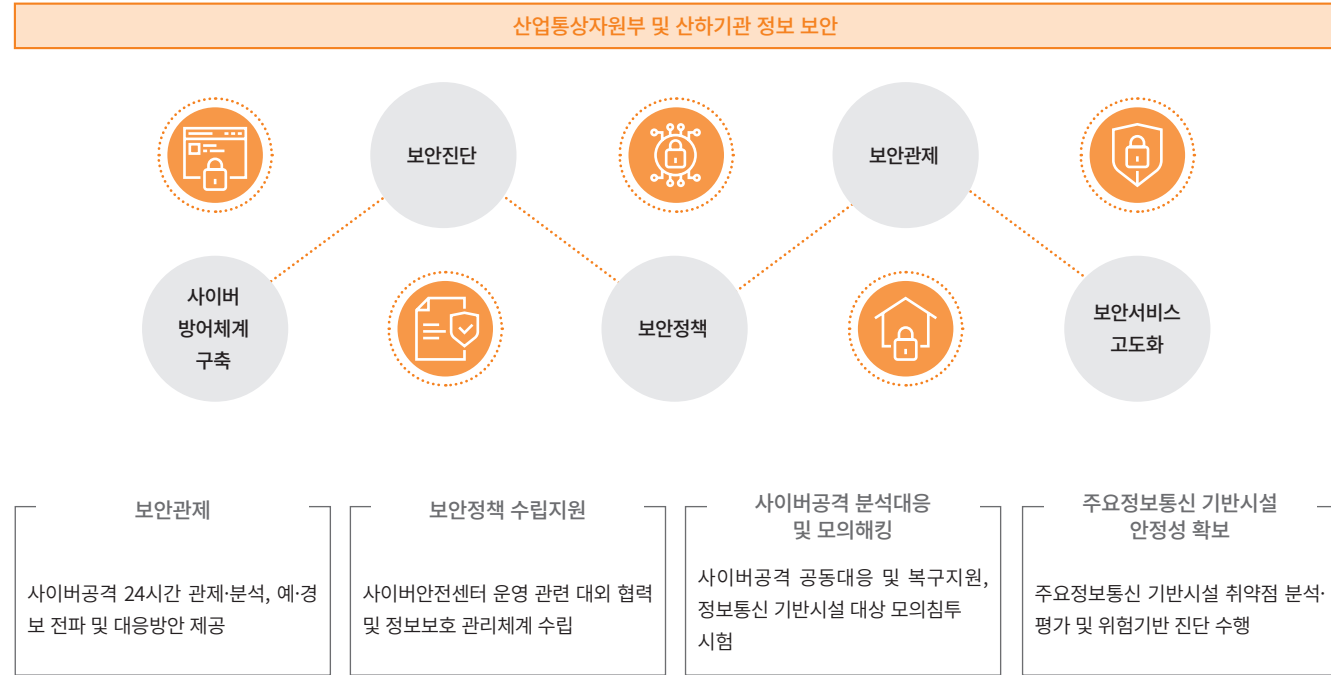 산업통상자원부 및 산하기관 정보 보안
보안진단
보안관제
사이버
방어체계
구축
보안정책
보안서비스
고도화
보안관제
사이버공격 24시간 관제·분석, 예·경
보 전파 및 대응방안 제공
보안정책 수립지원
사이버안전센터 운영 관련 대외 협력
및 정보보호 관리체계 수립
사이버공격 분석대응
및 모의해킹
사이버공격 공동대응 및 복구지원,
정보통신 기반시설 대상 모의침투
시험
주요정보통신 기반시설
안정성 확보
주요정보통신 기반시설 취약점 분석·
평가 및 위험기반 진단 수행